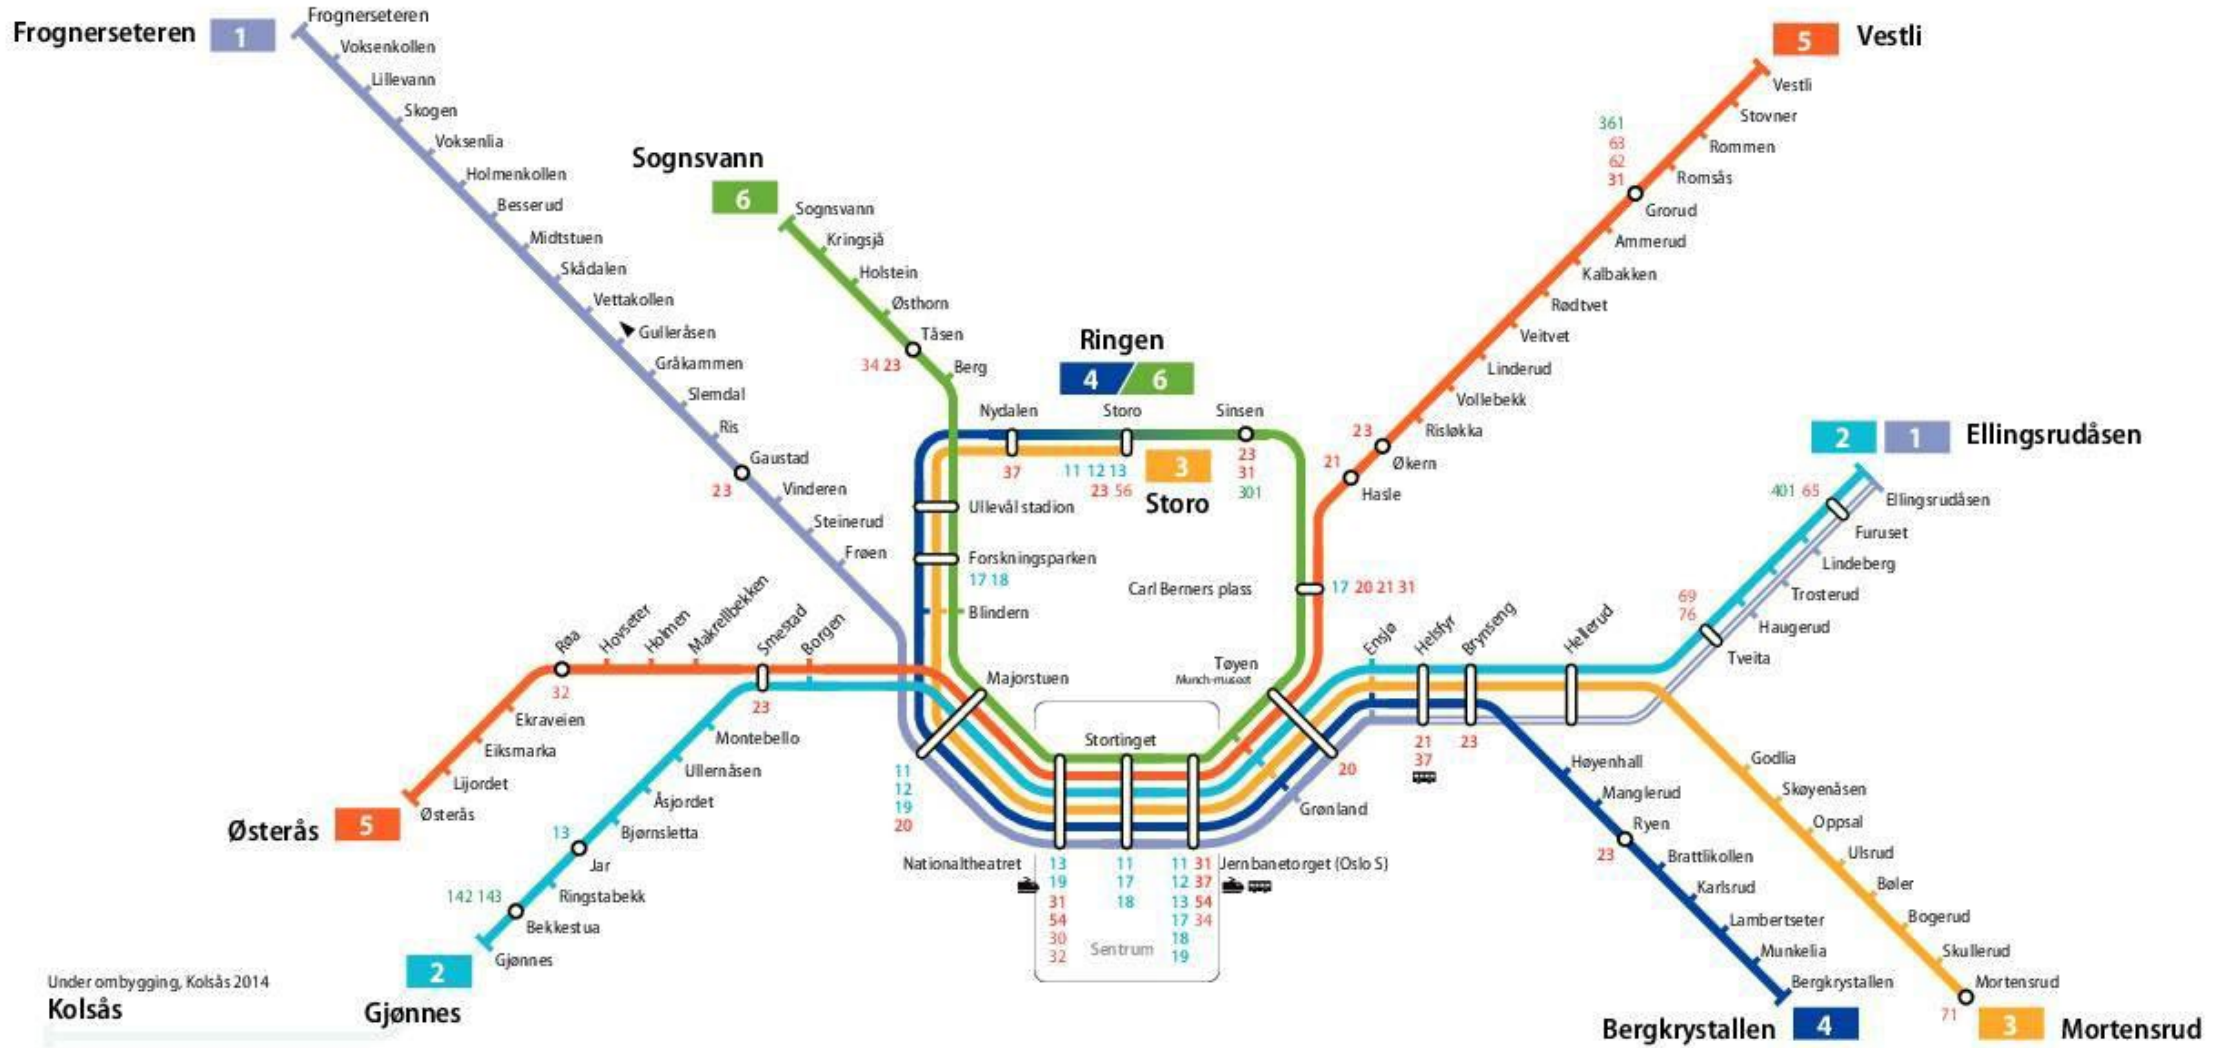 Frognerseteren 1
Frognerseteren
Voksenkollen
Lillevann
Skogen
Voksenlia
Holmenkollen
Besserud
Midtstuen
Skådalen
Vettakollen
Gulleråsen
Gråkammen
Slemdal
Ris
Gaustad
23
Vinderen
Steinerud
Frøen
Sognsvann
6
Sognsvann
Kringsjå
Holstein
Østhorn
Tåsen
34 23
Berg
Ringen
4 / 6
Nydalen
37
Storo
11 12 13
23 56
3
Storo
Sinsen
23
31
301
Ullevål stadion
Forskningsparken
17 18
Blindern
Majorstuen
11
12
19
20
5 Vestli
Vestli
Stovner
Rommen
Romsås
361
63
62
31
Grorud
Ammerud
Kalbakken
Rødtvet
Veitvet
Linderud
Vollebekk
Risløkka
23
Økern
21
Hasle
Carl Berners plass
17 20 21 31
Tøyen
Munch-museet
20
2 1 Ellingsrudåsen
Ellingsrudåsen
401 65
Furuset
Lindeberg
Trosterud
Haugerud
69
76
Tveita
Hellerud
Brynseng
23
Helsfyr
21
37
Ensjø
Grønland
Røa
32
Hovseter
Holmen
Makrellbekken
Smestad
23
Borgen
Ekraveien
Eiksmarka
Lijordet
Østerås
Østerås 5
Montebello
Ullernåsen
Åsjordet
Bjørnsletta
13
Jar
Ringstabekk
142 143
Bekkestua
Gjønnes
2
Gjønnes
Under ombygging, Kolsås 2014
Kolsås
Stortinget
11
17
18
Nationaltheatret
13
19
31
54
30
32
Jernbanetorget (Oslo S)
11 31
12 37
13 54
17 34
18
19
Sentrum
Høyenhall
Manglerud
Ryen
23
Brattlikollen
Karlsrud
Lambertseter
Munkelia
Bergkrystallen
Bergkrystallen 4
Godlia
Skøyenåsen
Oppsal
Ulsrud
Bøler
Bogerud
Skullerud
Mortensrud
71
3 Mortensrud